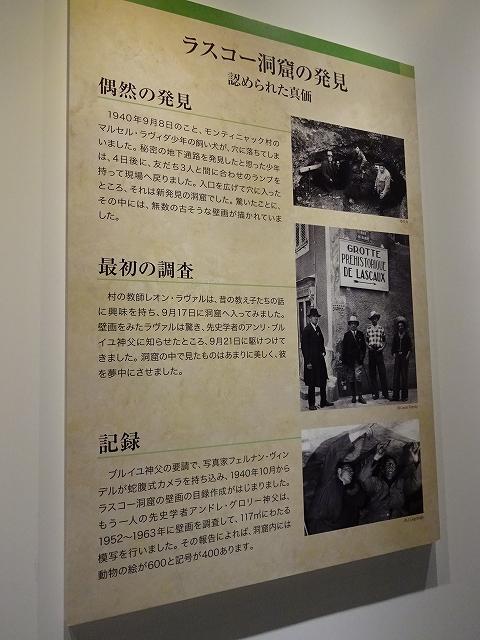 ラスコー洞窟の発見
認められた真価
偶然の発見
1940年9月8日のこと、モンティニャック村の
マルセル・ラヴィダ少年の飼い犬が、穴に落ちてしま
いました。秘密の地下通路を発見したと思った少年
は、4日後に、友だち3人と間に合わせのランプを
持って現場へ戻りました。入口を広げて穴に入った
ところ、それは新発見の洞窟でした。驚いたことに、
その中には、無数の古そうな壁画が描かれていま
した。
最初の調査
村の教師レオン・ラヴァルは、昔の教え子たちの話
に興味を持ち、9月17日に洞窟へ入ってみました。
壁画をみたラヴァルは驚き、先史学者のアンリ・ブル
イユ神父に知らせたところ、9月21日に駆けつけて
きました。洞窟の中で見たものはあまりに美しく、彼
を夢中にさせました。
GROTTE
PRÉHISTORIQUE
DE LASCAUX
記録
ブルイユ神父の要請で、写真家フェルナン・ヴィン
デルが蛇腹式カメラを持ち込み、1940年10月から
ラスコー洞窟の壁画の目録作成がはじまりました。
もう一人の先史学者アンドレ・グロリー神父は、
1952〜1963年に壁画を調査して、117㎡にわたる
模写を行いました。その報告によれば、洞窟内には
動物の絵が600と記号が400あります。